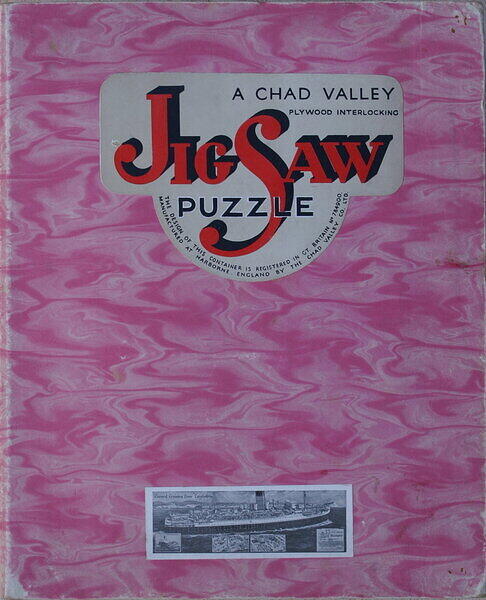 A CHAD VALLEY
PLYWOOD INTERLOCKING
JIGSAW
PUZZLE
THE DESIGN OF THIS CONTAINER IS REGISTERED IN GT. BRITAIN Nº 784900.
MANUFACTURED AT HARBORNE ENGLAND BY THE CHAD VALLEY CO. LTD.